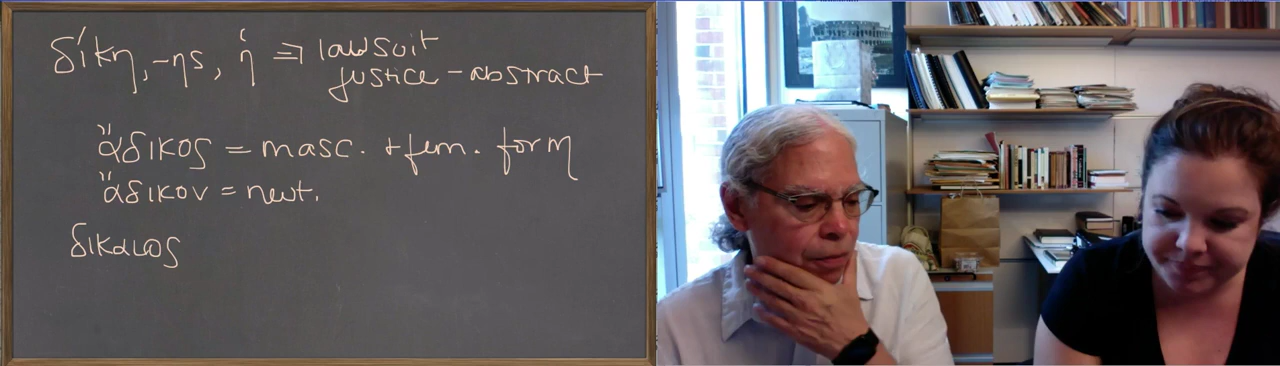 δίκη, -ης, ἡ ⇒ lawsuit
justice - abstract
ἄδικος = masc. + fem. form
ἄδικον = neut.
δικαιος